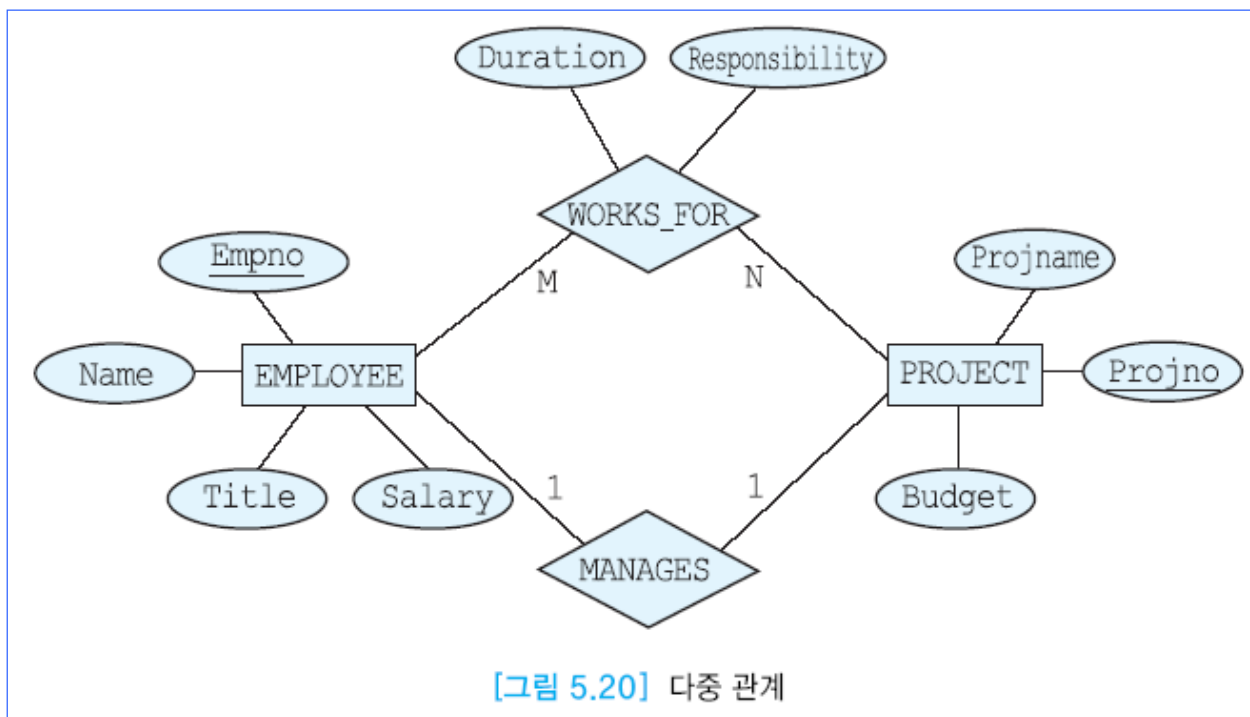 Duration
Responsibility
WORKS_FOR
Empno
M
N
Projname
Name
EMPLOYEE
PROJECT
Projno
Title
Salary
1
1
Budget
MANAGES
[그림 5.20] 다중 관계